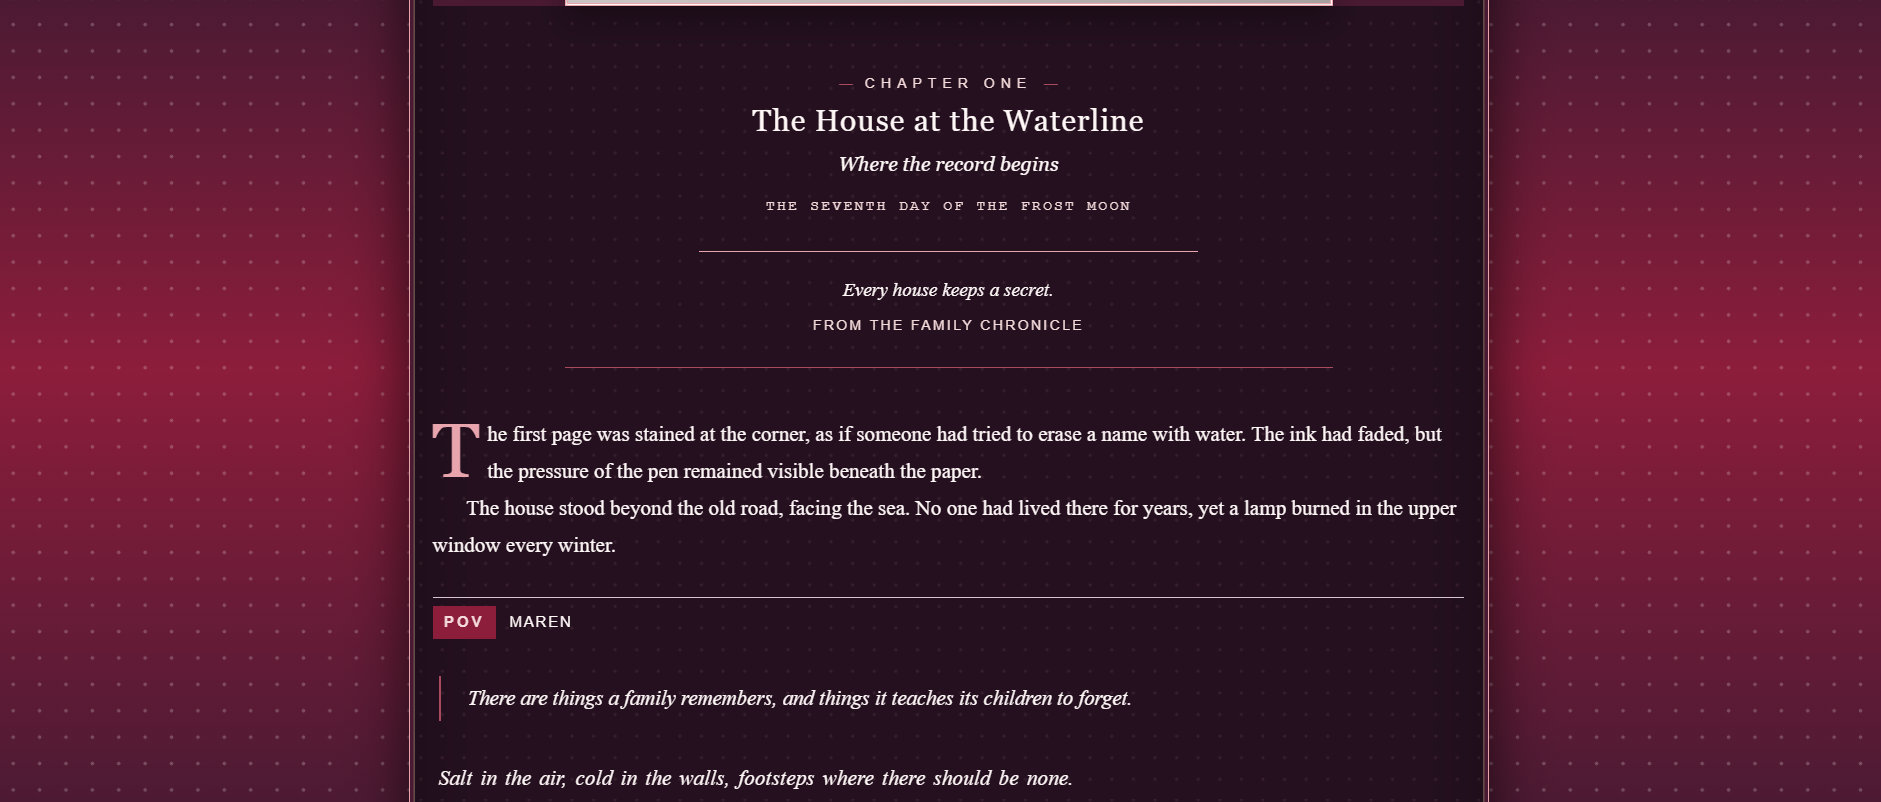 — CHAPTER ONE —
The House at the Waterline
Where the record begins
THE SEVENTH DAY OF THE FROST MOON
Every house keeps a secret.
FROM THE FAMILY CHRONICLE
The first page was stained at the corner, as if someone had tried to erase a name with water. The ink had faded, but
the pressure of the pen remained visible beneath the paper.
The house stood beyond the old road, facing the sea. No one had lived there for years, yet a lamp burned in the upper
window every winter.
POV MAREN
There are things a family remembers, and things it teaches its children to forget.
Salt in the air, cold in the walls, footsteps where there should be none.